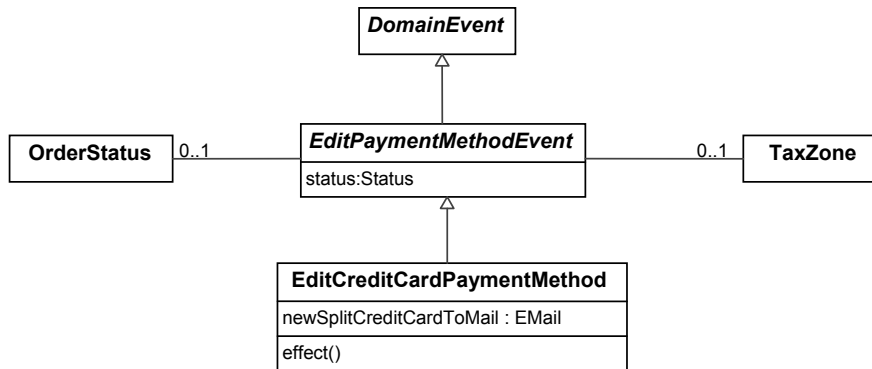 DomainEvent
EditPaymentMethodEvent
OrderStatus
0..1
0..1
TaxZone
status:Status
EditCreditCardPaymentMethod
newSplitCreditCardToMail : EMail
effect()